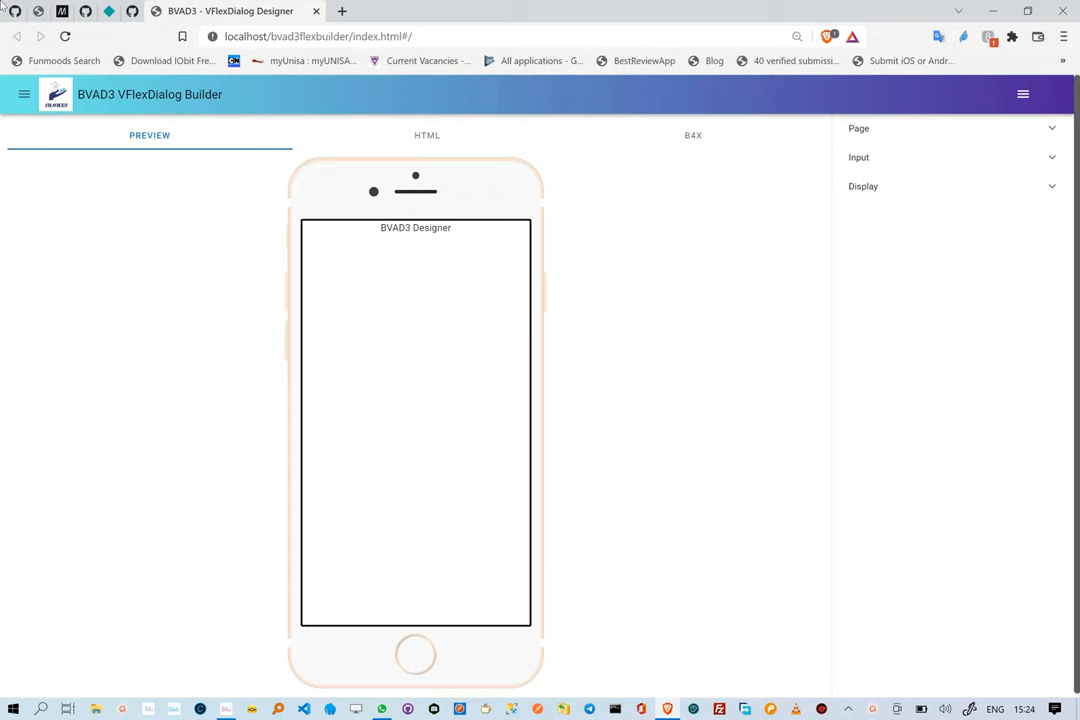 BVAD3 - VFlexDialog Designer
localhost/bvad3flexbuilder/index.html#/
Funmoods Search
Download IObit Fre...
myUnisa : myUNISA...
Current Vacancies -...
All applications - G...
BestReviewApp
Blog
40 verified submissi...
Submit iOS or Andr...
»
BVAD3 VFlexDialog Builder
PREVIEW
HTML
B4X
Page
Input
Display
BVAD3 Designer
ENG
15:24